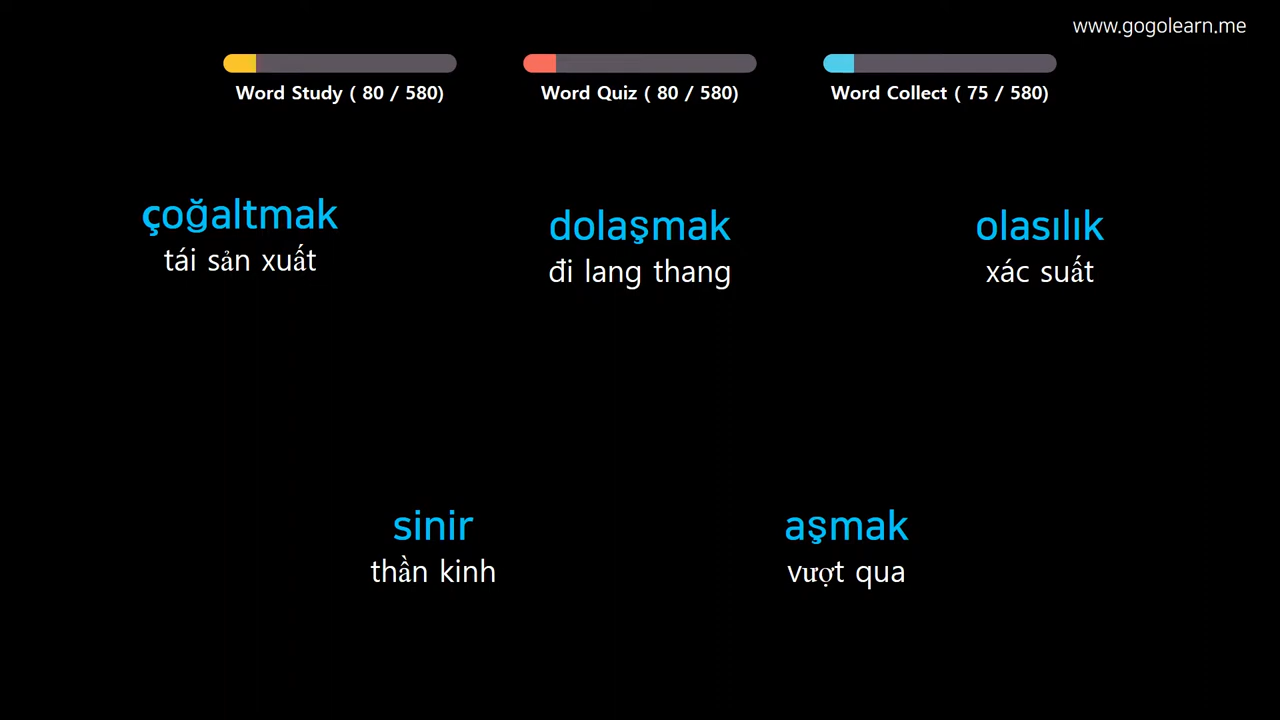 www.gogolearn.me
Word Study ( 80 / 580)
Word Quiz ( 80 / 580)
Word Collect ( 75 / 580)
çoğaltmak
tái sản xuất
dolaşmak
đi lang thang
olasılık
xác suất
sinir
thần kinh
aşmak
vượt qua